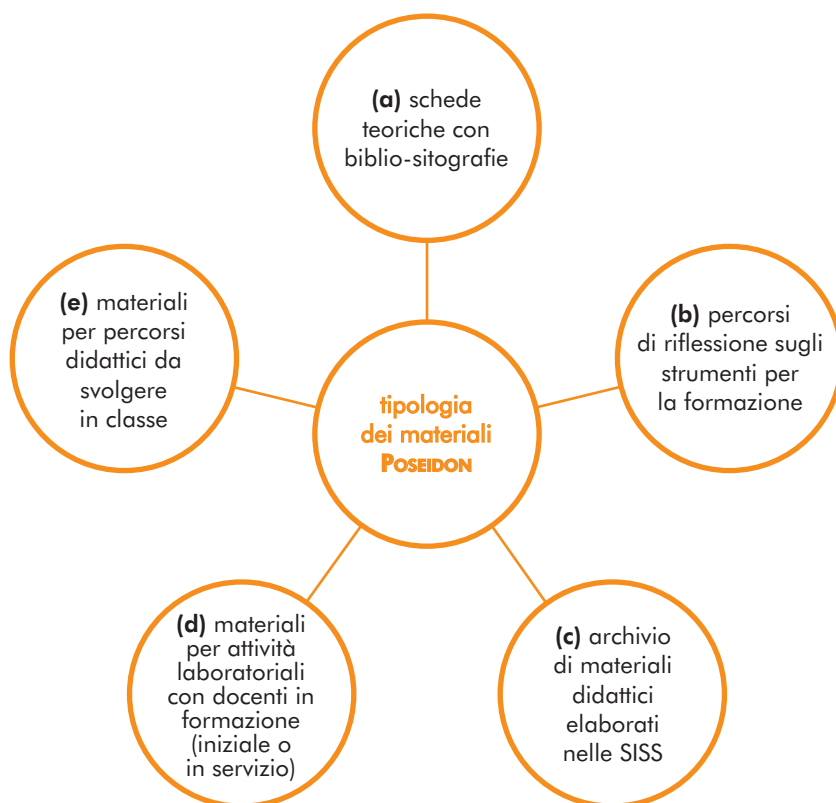 (a) schede
teoriche con
biblio-sitografie
(e) materiali
per percorsi
didattici da
svolgere
in classe
(b) percorsi
di riflessione sugli
strumenti per
la formazione
tipologia
dei materiali
POSEIDON
(d) materiali
per attività
laboratoriali
con docenti in
formazione
(iniziale o
in servizio)
(c) archivio
di materiali
didattici
elaborati
nelle SISS